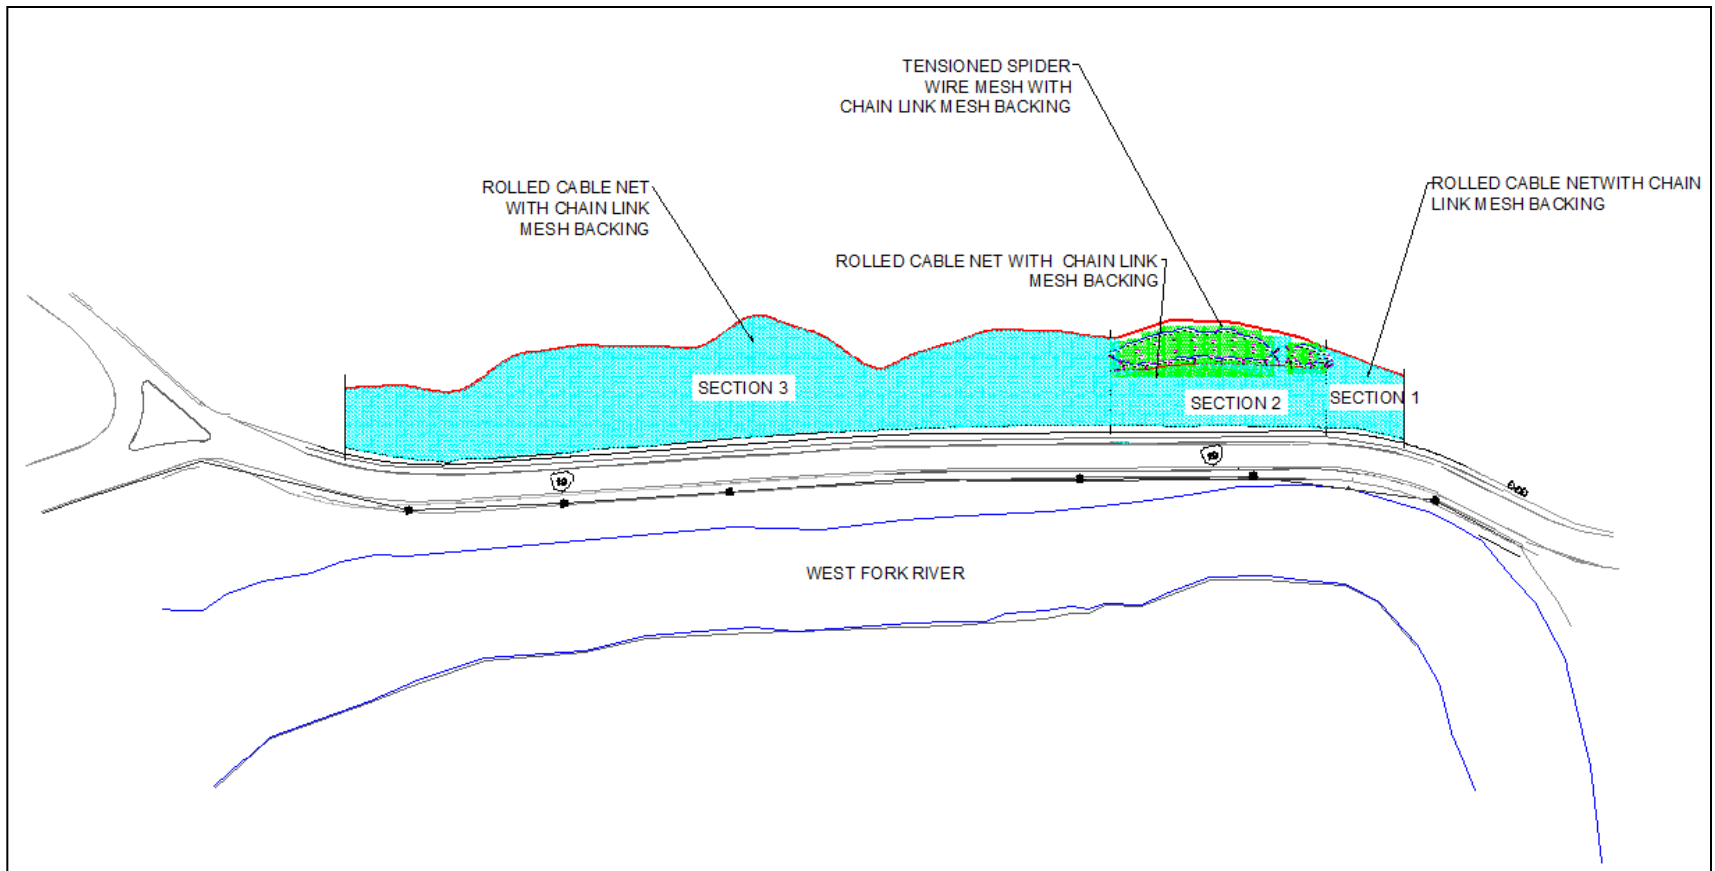 TENSIONED SPIDER
WIRE MESH WITH
CHAIN LINK MESH BACKING
ROLLED CABLE NET
WITH CHAIN LINK
MESH BACKING
ROLLED CABLE NETWITH CHAIN
LINK MESH BACKING
ROLLED CABLE NET WITH CHAIN LINK
MESH BACKING
SECTION 3
SECTION 2
SECTION 1
19
19
WEST FORK RIVER